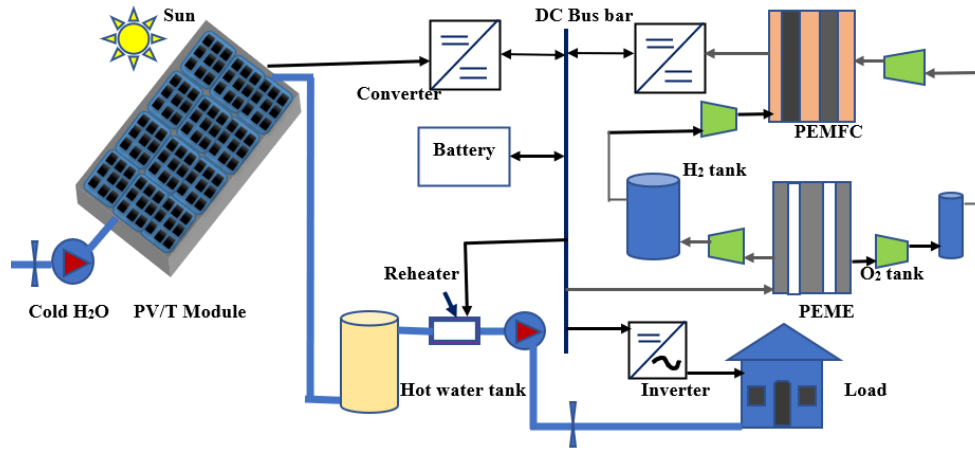 Sun
DC Bus bar
Converter
PEMFC
Battery
H₂ tank
Reheater
O₂ tank
Cold H₂O
PV/T Module
PEME
Hot water tank
Inverter
Load